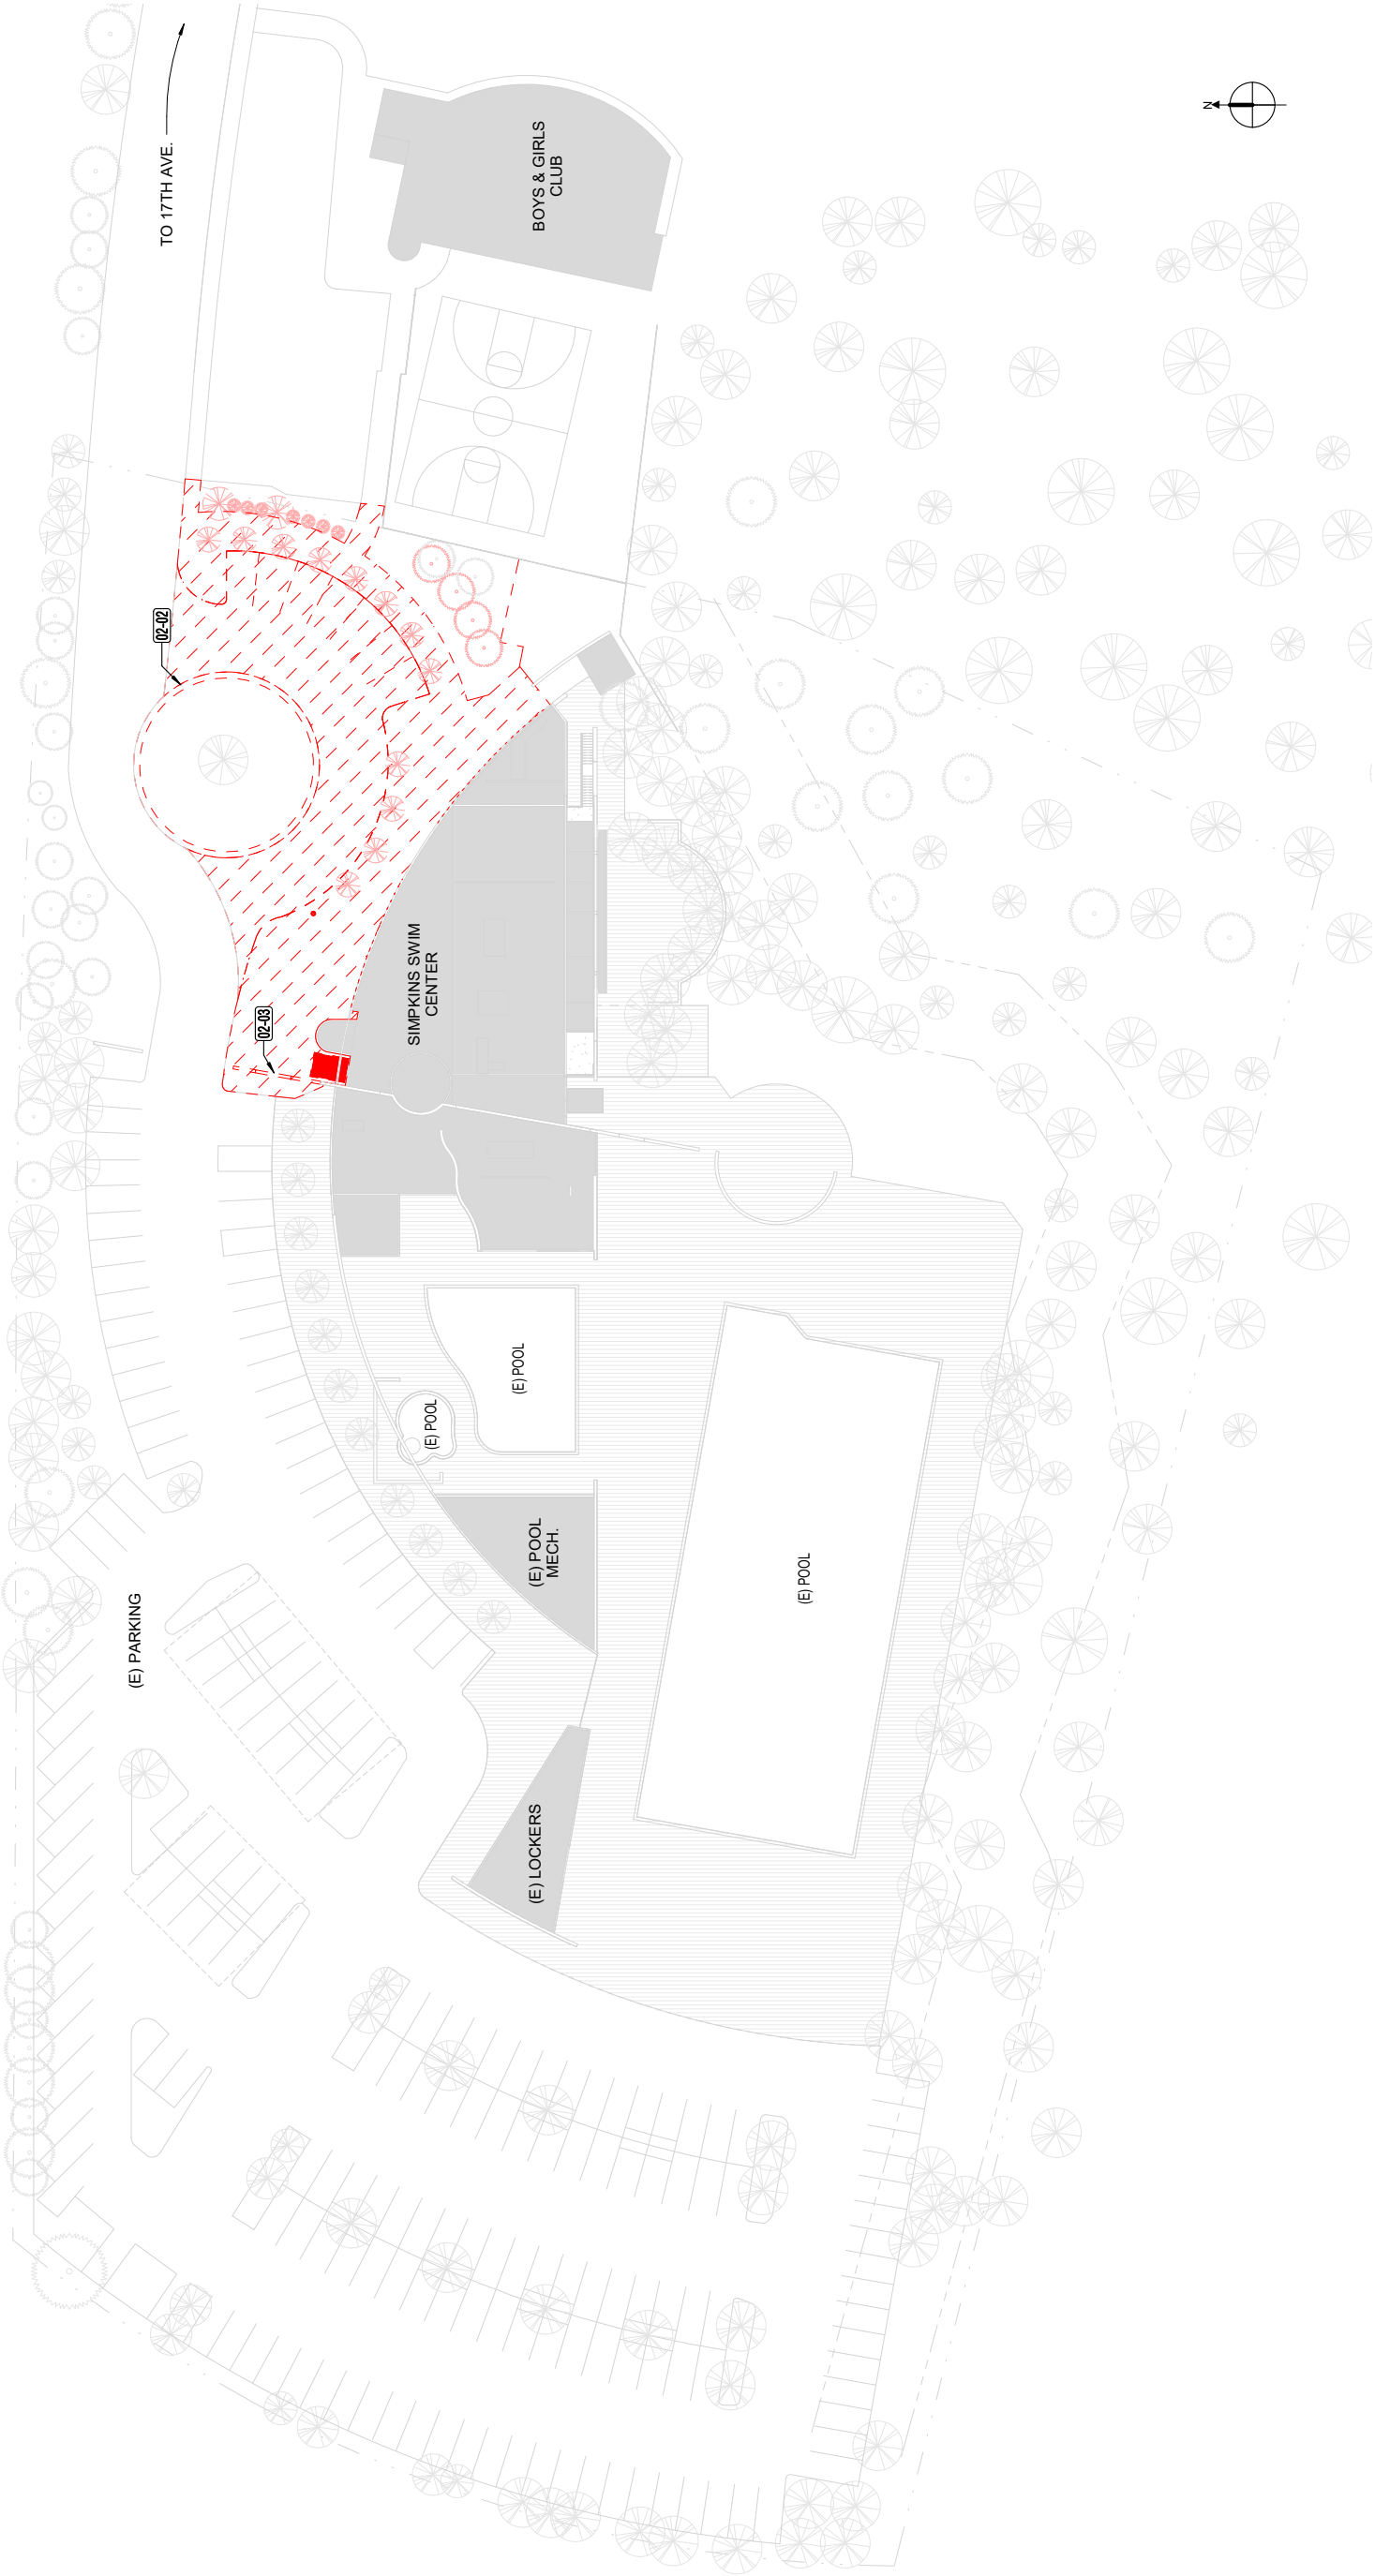 TO 17TH AVE.
N
BOYS & GIRLS
CLUB
02-02
SIMPKINS SWIM
CENTER
02-03
(E) POOL
(E) POOL
(E) POOL
MECH.
(E) POOL
(E) PARKING
(E) LOCKERS